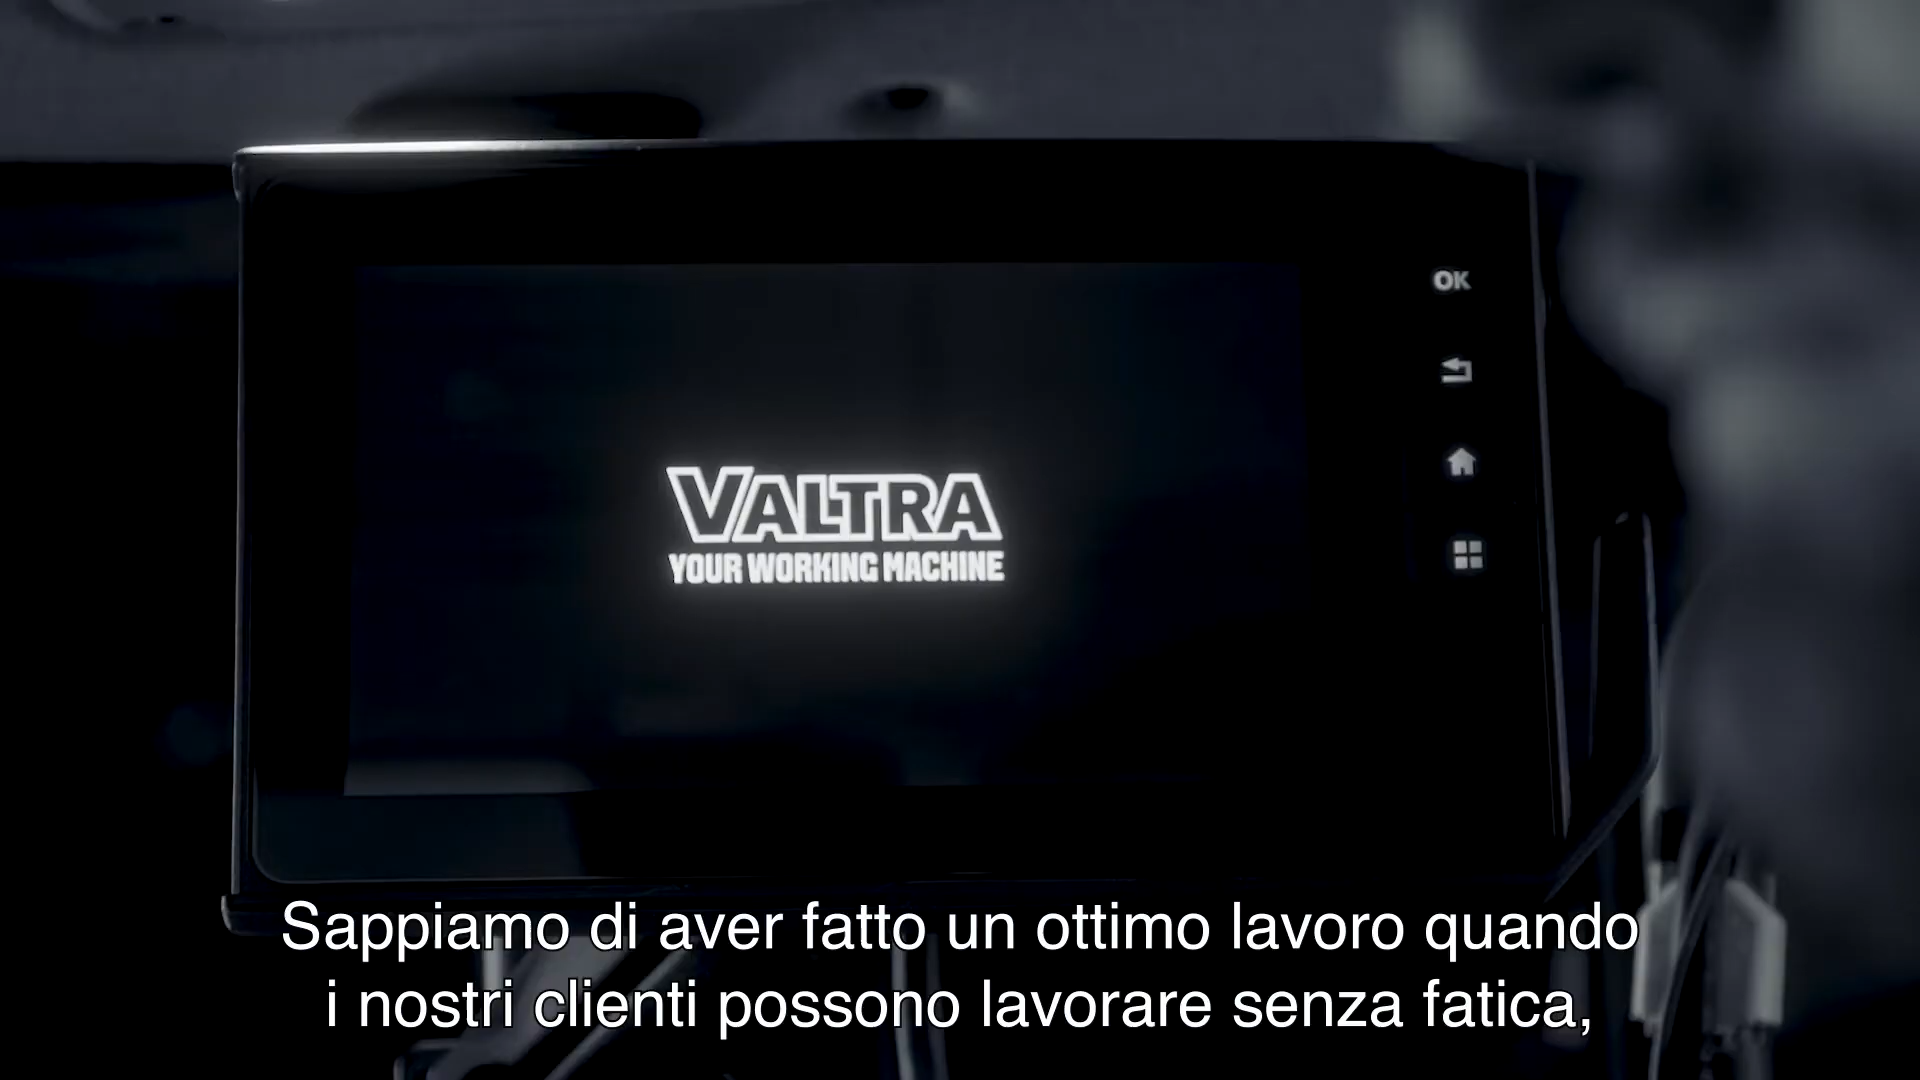 OK
VALTRA
YOUR WORKING MACHINE
Sappiamo di aver fatto un ottimo lavoro quando
i nostri clienti possono lavorare senza fatica,